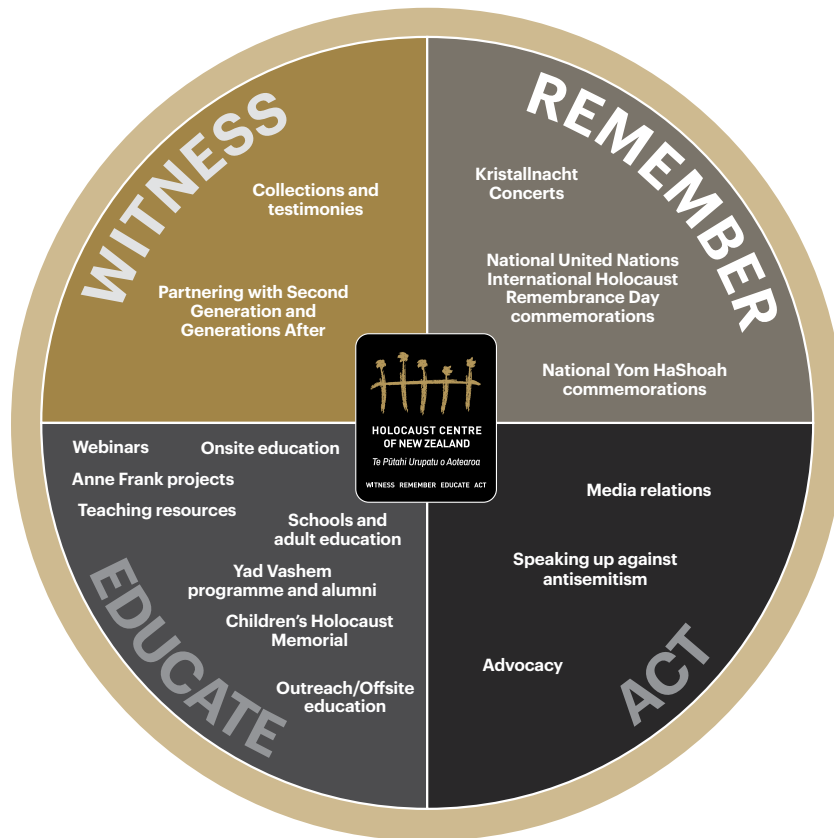 WITNESS
Collections and
testimonies
Partnering with Second
Generation and
Generations After
REMEMBER
Kristallnacht
Concerts
National United Nations
International Holocaust
Remembrance Day
commemorations
National Yom HaShoah
commemorations
HOLOCAUST CENTRE
OF NEW ZEALAND
Te Pūtahi Urupatu o Aotearoa
WITNESS REMEMBER EDUCATE ACT
Webinars
Onsite education
Anne Frank projects
Teaching resources
Schools and
adult education
Yad Vashem
programme and alumni
Children’s Holocaust
Memorial
Outreach/Offsite
education
EDUCATE
Media relations
Speaking up against
antisemitism
Advocacy
ACT